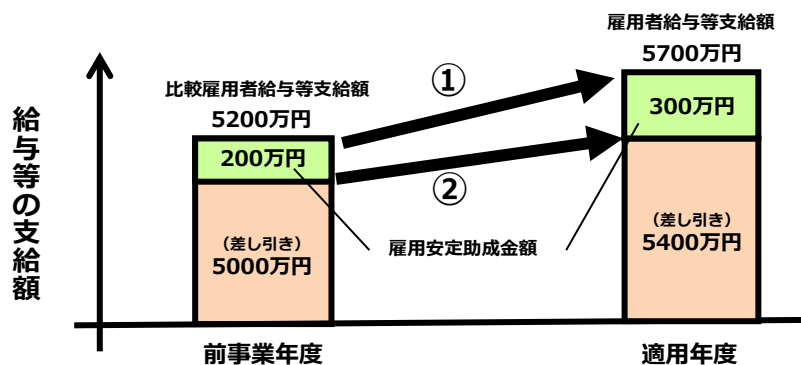 給与等の支給額
比較雇用者給与等支給額
5200万円
200万円
（差し引き）
5000万円
前事業年度
①
②
雇用安定助成金額
雇用者給与等支給額
5700万円
300万円
（差し引き）
5400万円
適用年度